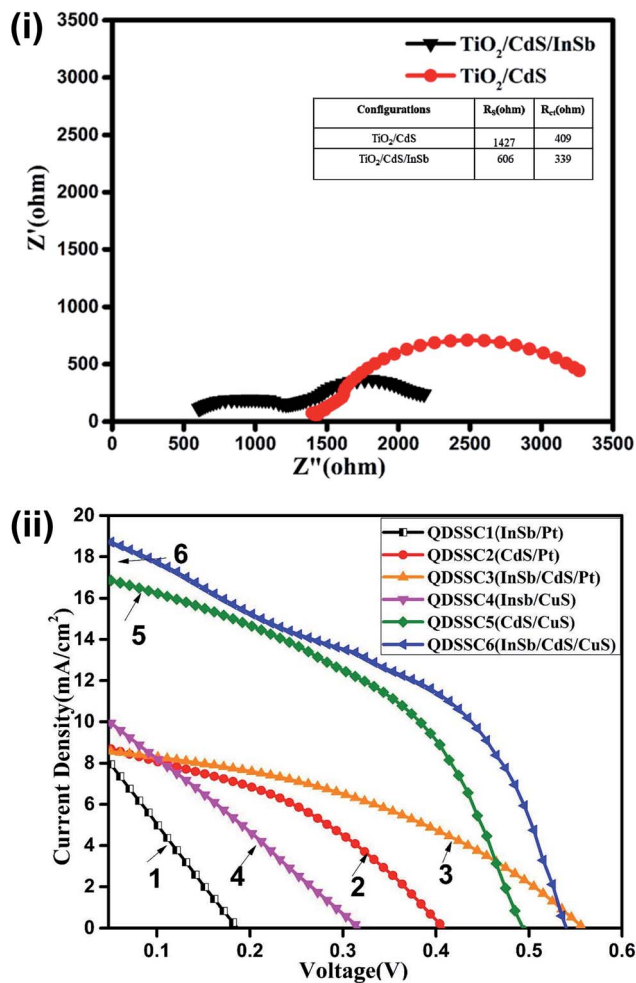 (i)
3500
3000
2500
2000
1500
1000
500
0
Z'(ohm)
TiO2/CdS/InSb
TiO2/CdS
Configurations RS(ohm) Rct(ohm)
TiO2/CdS 1427 409
TiO2/CdS/InSb 606 339
0 500 1000 1500 2000 2500 3000 3500
Z"(ohm)
(ii)
20
18
16
14
12
10
8
6
4
2
0
Current Density(mA/cm2)
QDSSC1(InSb/Pt)
QDSSC2(CdS/Pt)
QDSSC3(InSb/CdS/Pt)
QDSSC4(Insb/CuS)
QDSSC5(CdS/CuS)
QDSSC6(InSb/CdS/CuS)
6
5
1
4
2
3
0.1 0.2 0.3 0.4 0.5 0.6
Voltage(V)